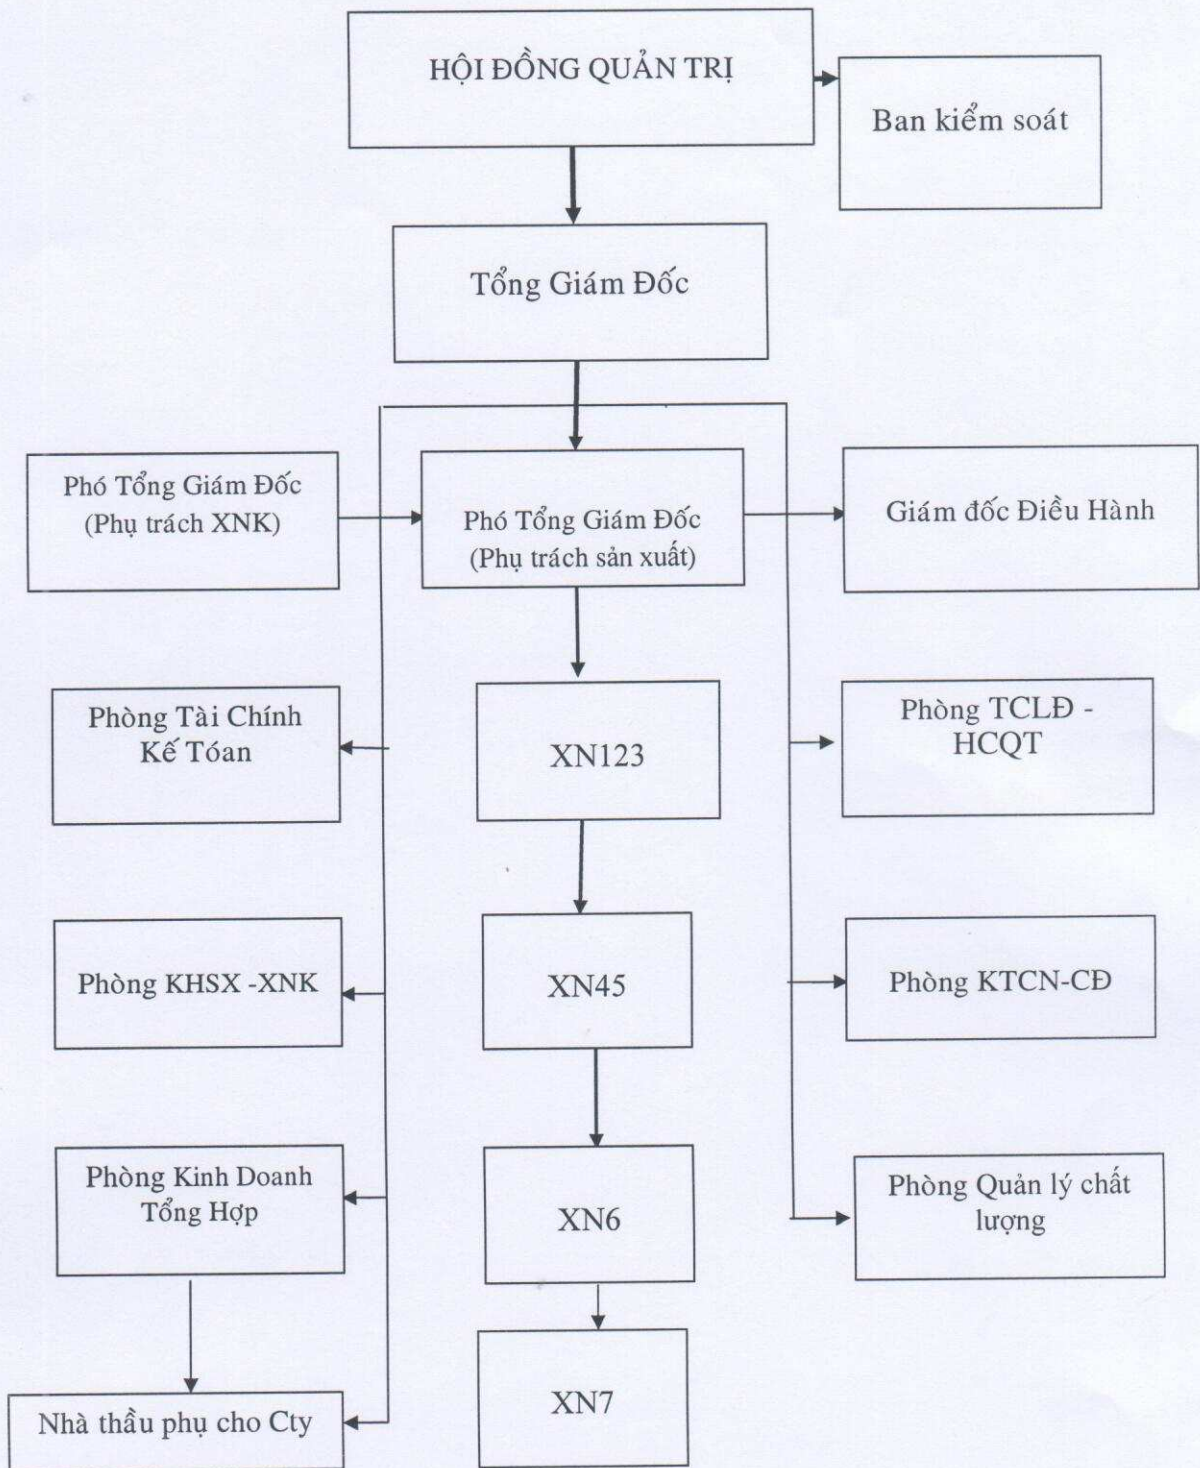 HỘI ĐỒNG QUẢN TRỊ
Ban kiểm soát
Tổng Giám Đốc
Phó Tổng Giám Đốc
(Phụ trách XNK)
Phó Tổng Giám Đốc
(Phụ trách sản xuất)
Giám đốc Điều Hành
Phòng Tài Chính
Kế Tóan
XN123
Phòng TCLĐ -
HCQT
Phòng KHSX -XNK
XN45
Phòng KTCN-CĐ
Phòng Kinh Doanh
Tổng Hợp
XN6
Phòng Quản lý chất
lượng
Nhà thầu phụ cho Cty
XN7